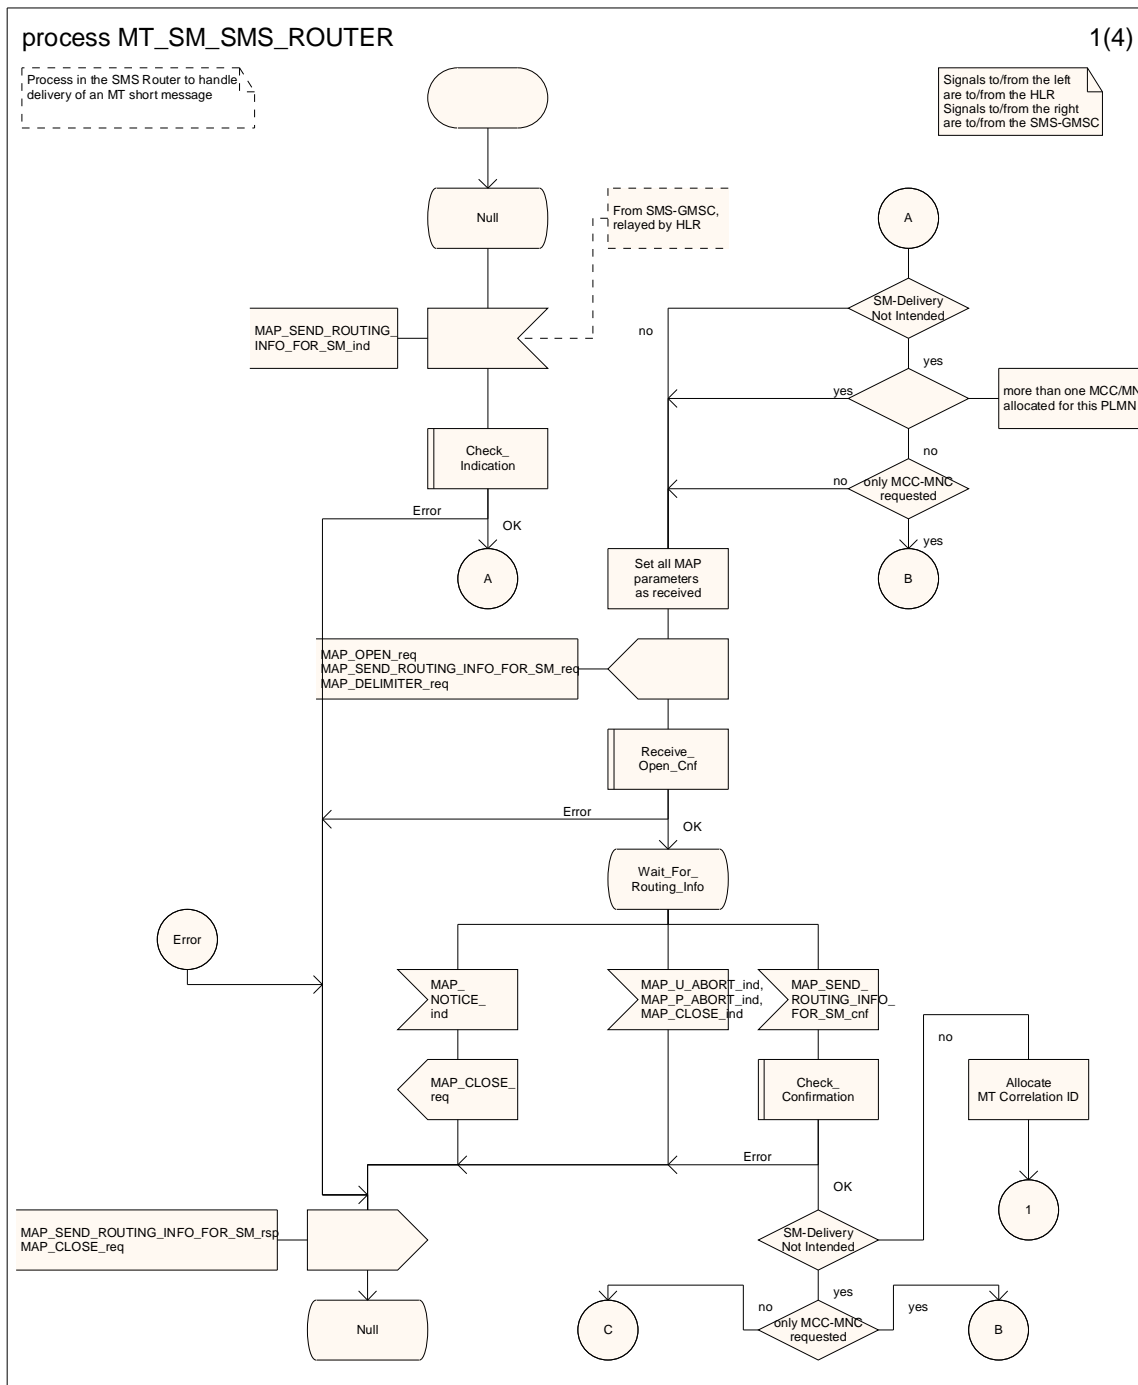 process MT_SM_SMS_ROUTER
1(4)
Process in the SMS Router to handle
delivery of an MT short message
Signals to/from the left
are to/from the HLR
Signals to/from the right
are to/from the SMS-GMSC
Null
From SMS-GMSC,
relayed by HLR
A
MAP_SEND_ROUTING_
INFO_FOR_SM_ind
SM-Delivery
Not Intended
no
yes
yes
more than one MCC/MN
allocated for this PLMN
Check_
Indication
no
only MCC-MNC
requested
no
Error
OK
yes
A
B
Set all MAP
parameters
as received
MAP_OPEN_req
MAP_SEND_ROUTING_INFO_FOR_SM_req
MAP_DELIMITER_req
Receive_
Open_Cnf
Error
OK
Wait_For_
Routing_Info
Error
MAP_
NOTICE_
ind
MAP_U_ABORT_ind,
MAP_P_ABORT_ind,
MAP_CLOSE_ind
MAP_SEND_
ROUTING_INFO_
FOR_SM_cnf
no
MAP_CLOSE_
req
Check_
Confirmation
Allocate
MT Correlation ID
Error
OK
1
MAP_SEND_ROUTING_INFO_FOR_SM_rsp
MAP_CLOSE_req
SM-Delivery
Not Intended
yes
no
yes
Null
C
only MCC-MNC
requested
B